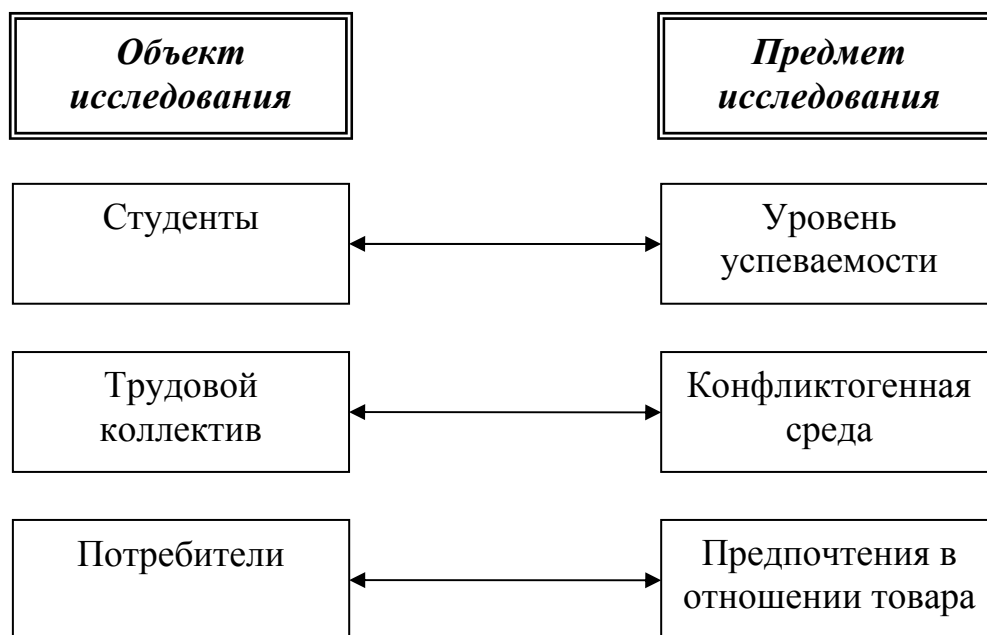 Объект
исследования
Предмет
исследования
Студенты
Уровень
успеваемости
Трудовой
коллектив
Конфликтогенная
среда
Потребители
Предпочтения в
отношении товара